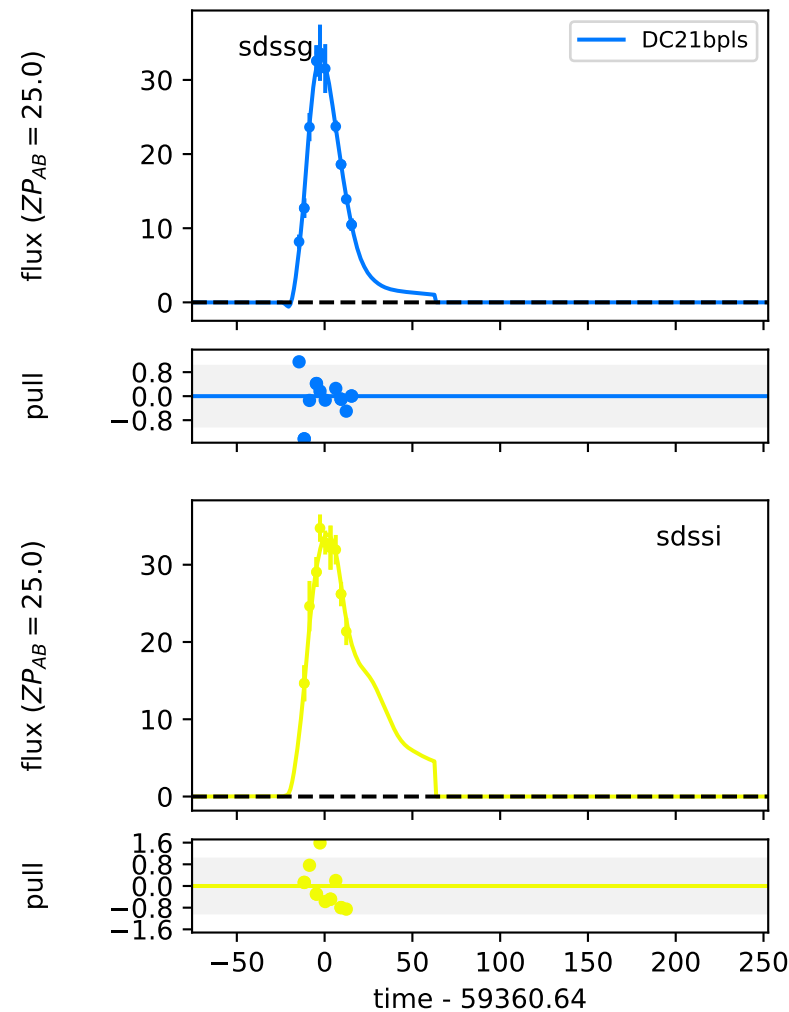 sdssg
DC21bpls
flux (ZP_AB = 25.0)
30
20
10
0
pull
0.8
0.0
−0.8
sdssi
flux (ZP_AB = 25.0)
30
20
10
0
pull
1.6
0.8
0.0
−0.8
−1.6
−50 0 50 100 150 200 250
time - 59360.64